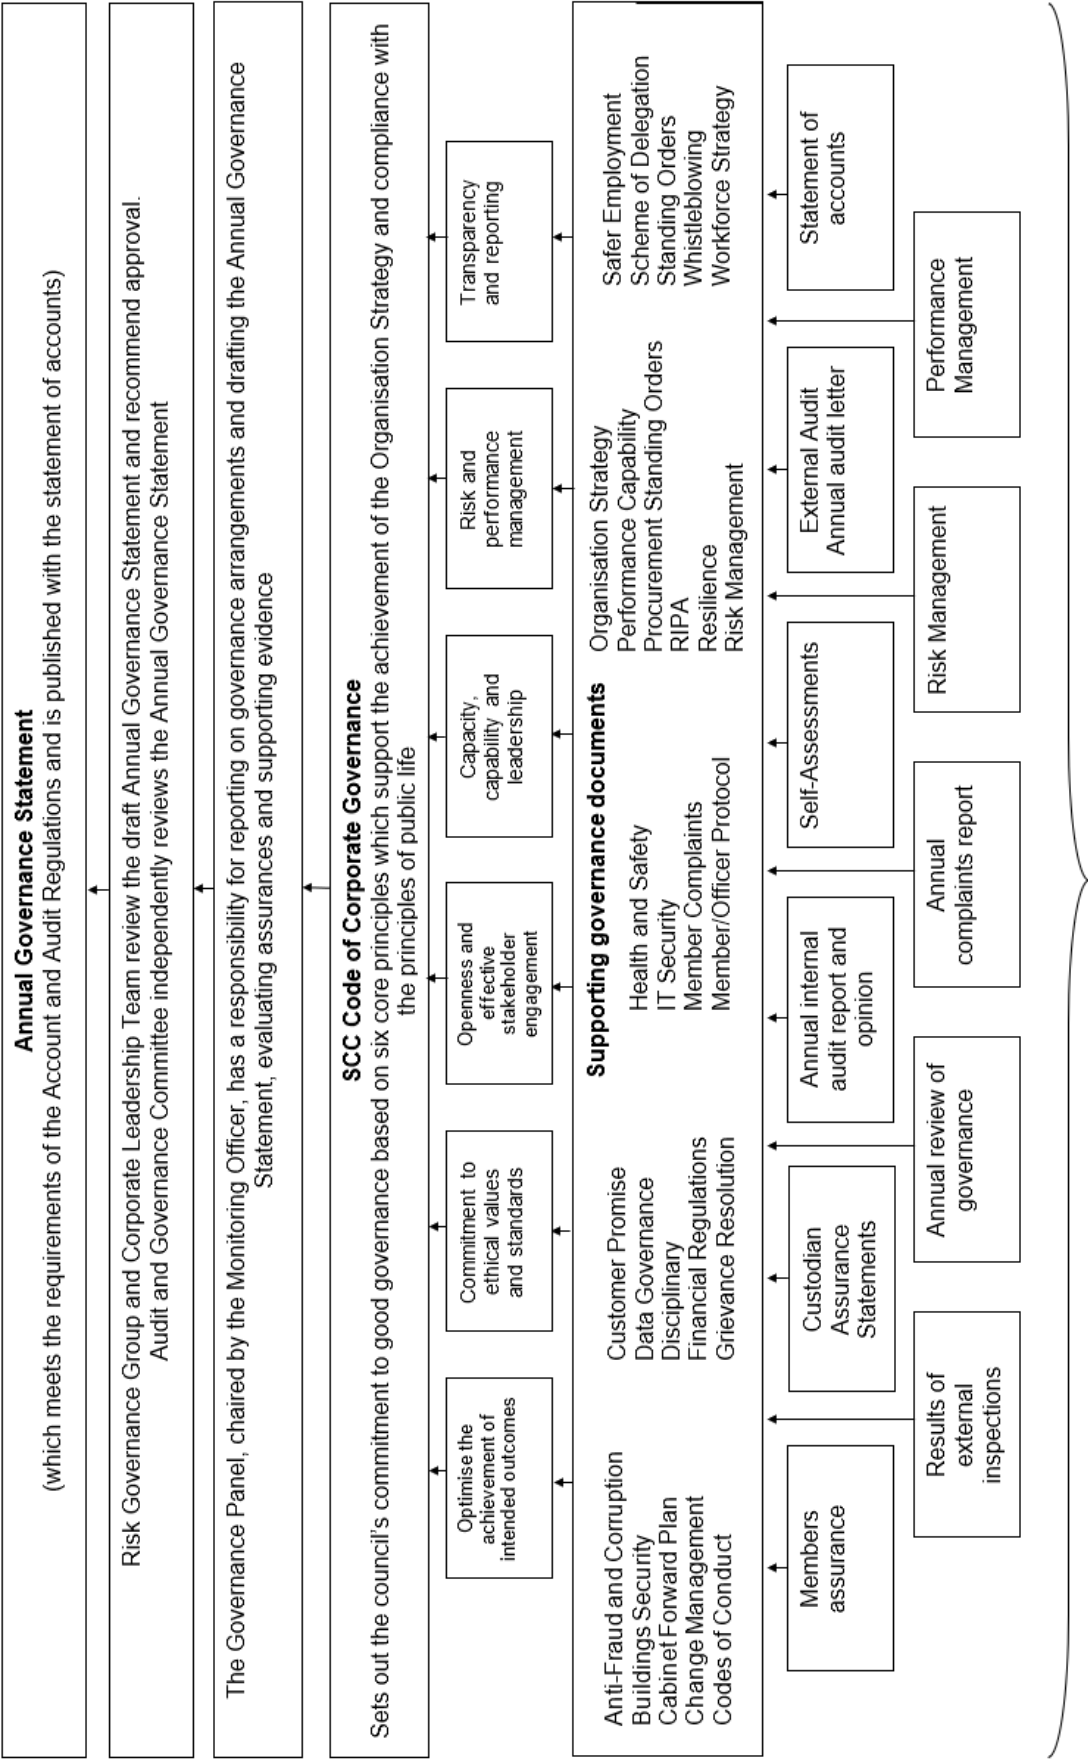 Annual Governance Statement
(which meets the requirements of the Account and Audit Regulations and is published with the statement of accounts)
Risk Governance Group and Corporate Leadership Team review the draft Annual Governance Statement and recommend approval.
Audit and Governance Committee independently reviews the Annual Governance Statement
The Governance Panel, chaired by the Monitoring Officer, has a responsibility for reporting on governance arrangements and drafting the Annual Governance
Statement, evaluating assurances and supporting evidence
SCC Code of Corporate Governance
Sets out the council's commitment to good governance based on six core principles which support the achievement of the Organisation Strategy and compliance with
the principles of public life
Optimise the
achievement of
intended outcomes
Commitment to
ethical values
and standards
Openness and
effective
stakeholder
engagement
Capacity,
capability and
leadership
Risk and
performance
management
Transparency
and reporting
Supporting governance documents
Anti-Fraud and Corruption
Buildings Security
Cabinet Forward Plan
Change Management
Codes of Conduct
Customer Promise
Data Governance
Disciplinary
Financial Regulations
Grievance Resolution
Health and Safety
IT Security
Member Complaints
Member/Officer Protocol
Organisation Strategy
Performance Capability
Procurement Standing Orders
RIPA
Resilience
Risk Management
Safer Employment
Scheme of Delegation
Standing Orders
Whistleblowing
Workforce Strategy
Members
assurance
Custodian
Assurance
Statements
Annual internal
audit report and
opinion
Self-Assessments
External Audit
Annual audit letter
Statement of
accounts
Results of
external
inspections
Annual review of
governance
Annual
complaints report
Risk Management
Performance
Management